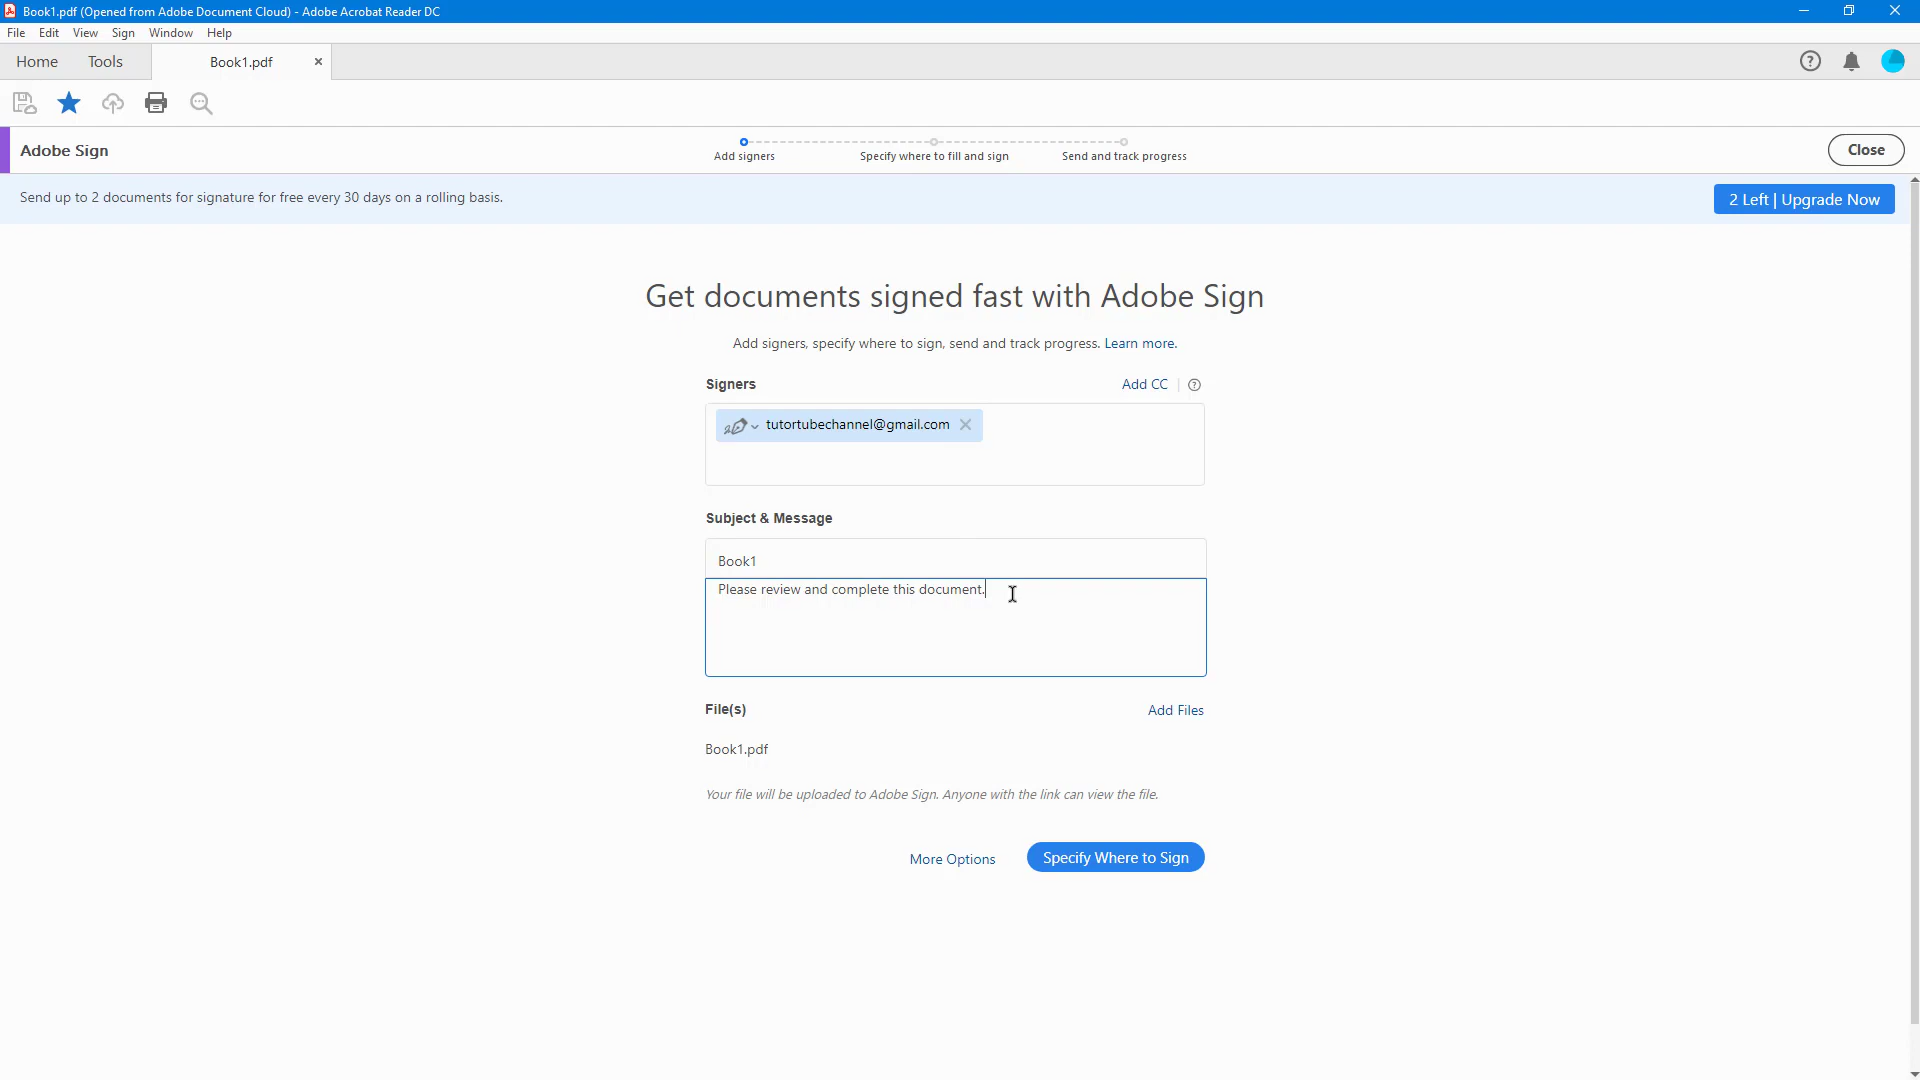 Book1.pdf (Opened from Adobe Document Cloud) - Adobe Acrobat Reader DC
File Edit View Sign Window Help
Home Tools Book1.pdf
Adobe Sign
Add signers Specify where to fill and sign Send and track progress
Close
Send up to 2 documents for signature for free every 30 days on a rolling basis.
2 Left | Upgrade Now
Get documents signed fast with Adobe Sign
Add signers, specify where to sign, send and track progress. Learn more.
Signers Add CC
tutortubechannel@gmail.com
Subject & Message
Book1
Please review and complete this document.
File(s) Add Files
Book1.pdf
Your file will be uploaded to Adobe Sign. Anyone with the link can view the file.
More Options Specify Where to Sign